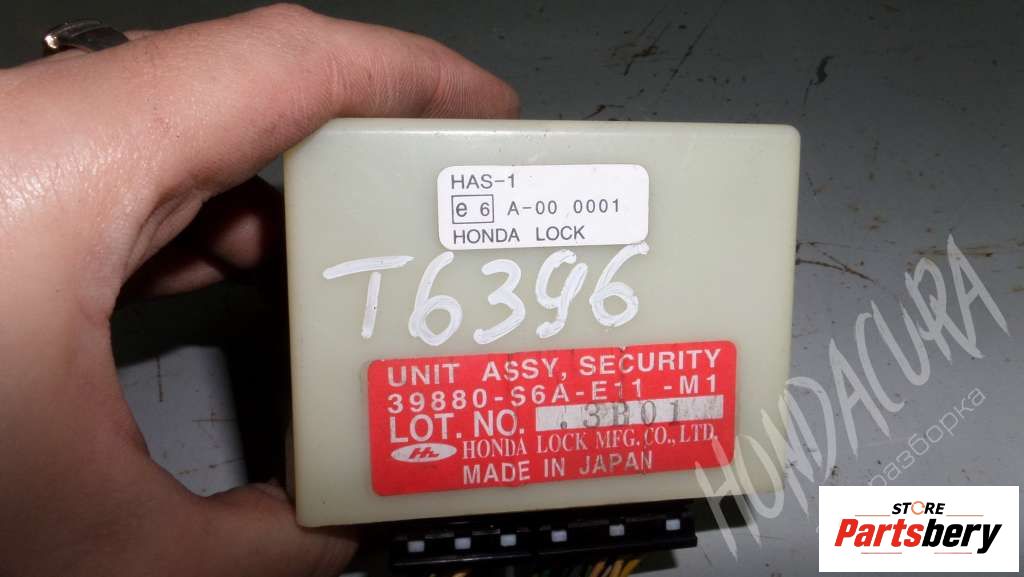 HAS-1
e 6 A-00 0001
HONDA LOCK
T6396
UNIT ASSY, SECURITY
39880-S6A-E11 -M1
LOT. NO. .3B01
HONDA LOCK MFG. CO., LTD.
MADE IN JAPAN
HONDACURA
разборка
STORE
Partsbery